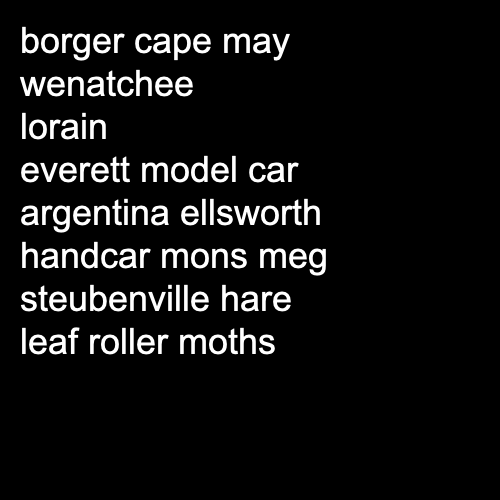 borger cape may
wenatchee
lorain
everett model car
argentina ellsworth
handcar mons meg
steubenville hare
leaf roller moths